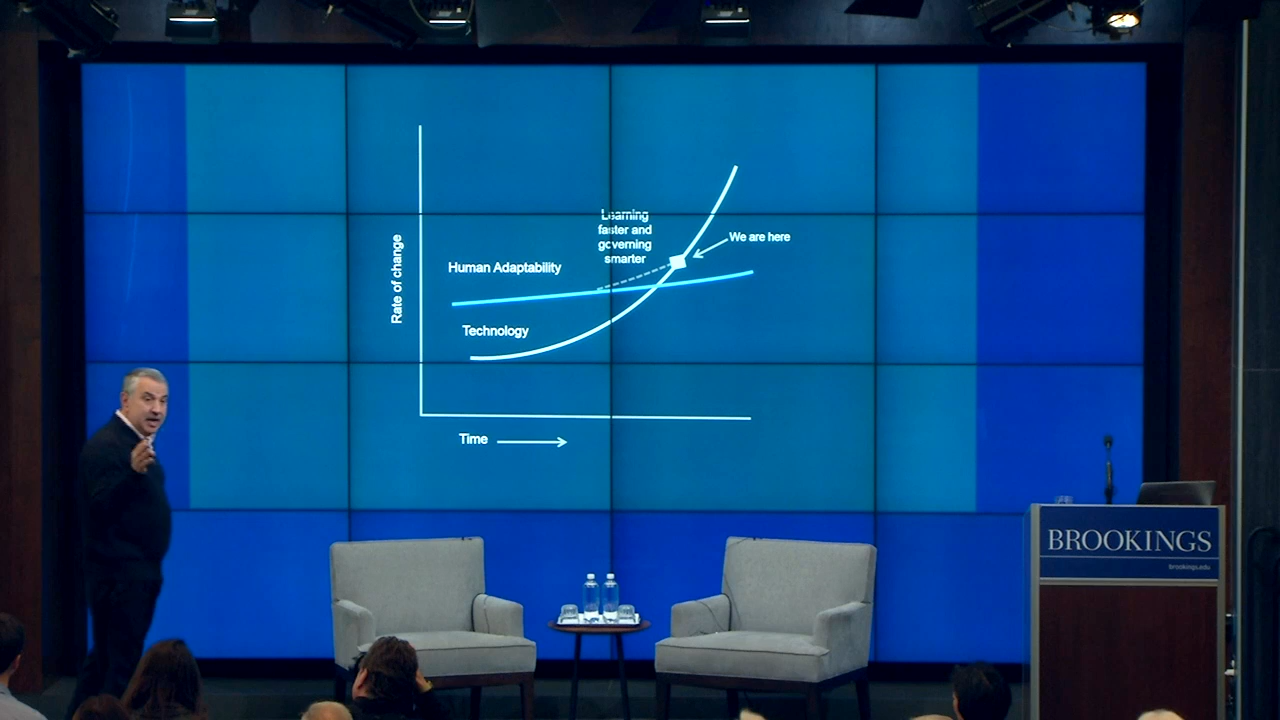 Learning
faster and
governing
smarter
We are here
Human Adaptability
Rate of change
Technology
Time
BROOKINGS
brookings.edu